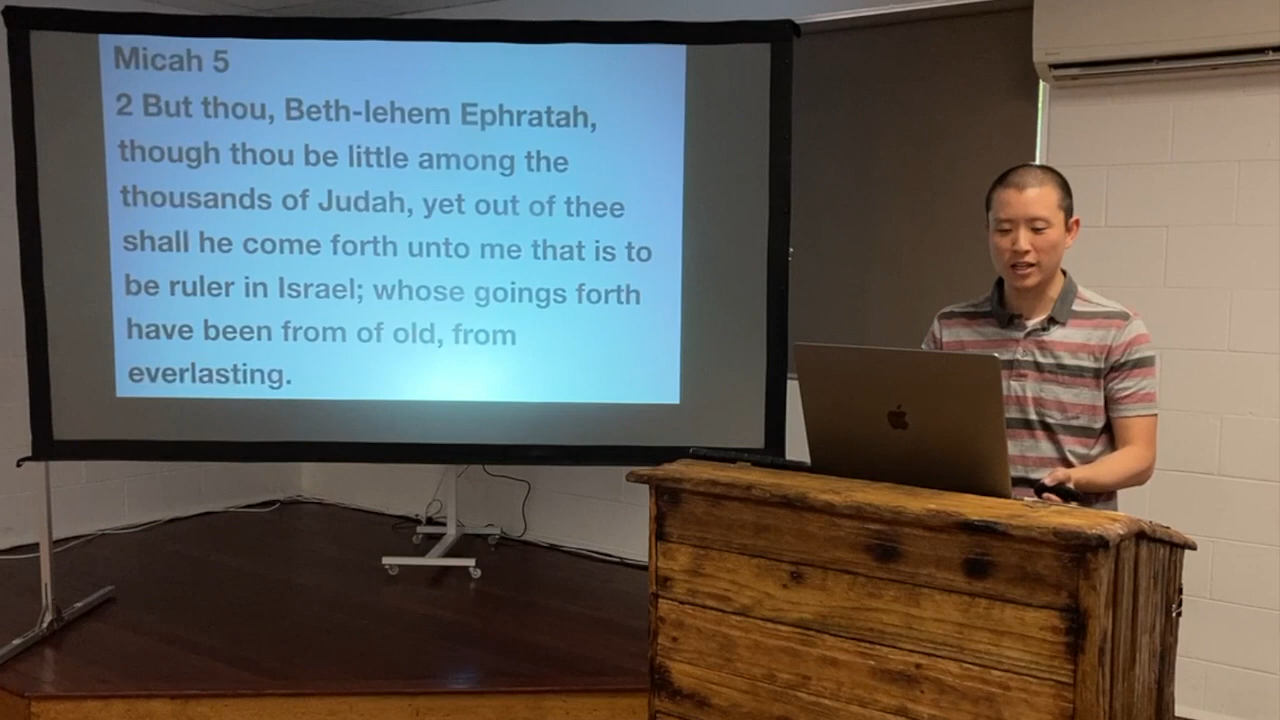 Micah 5
2 But thou, Beth-lehem Ephratah,
though thou be little among the
thousands of Judah, yet out of thee
shall he come forth unto me that is to
be ruler in Israel; whose goings forth
have been from of old, from
everlasting.